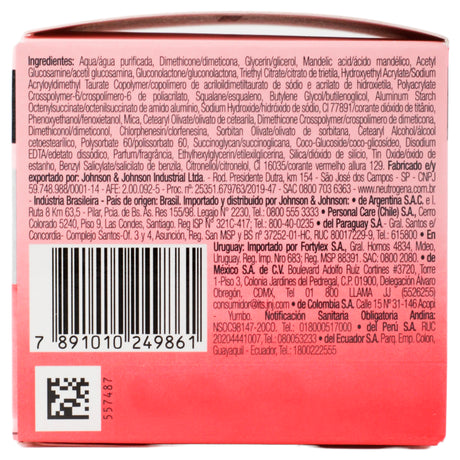 Ingredientes: Aqua/água purificada, Dimethicone/dimeticona, Glycerin/glicerol, Mandelic acid/ácido mandélico, Acetyl
Glucosamine/acetil glucosamina, Gluconolactone/gluconolactona, Triethyl Citrate/citrato de trietila, Hydroxyethyl Acrylate/Sodium
Acryloyldimethyl Taurate Copolymer/copolímero de acriloildimetiltaurato de sódio e acrilato de hidroxietila, Polyacrylate
Crosspolymer-6/crospolímero-6 de poliacrilato, Squalane/esqualano, Butylene Glycol/butilenoglicol, Aluminum Starch
Octenylsuccinate/octenilsuccinato de amido alumínio, Sodium Hydroxide/hidróxido de sódio, CI 77891/corante dióxido de titânio,
Phenoxyethanol/fenoxietanol, Mica, Cetearyl Olivate/olivato de cetearila, Dimethicone Crosspolymer/crospolímero de dimeticona,
Dimethiconol/dimeticonol, Chlorphenesin/clorfenesina, Sorbitan Olivate/olivato de sorbitana, Cetearyl Alcohol/álcool
cetoestearílico, Polysorbate 60/polissorbato 60, Succinoglycan/succinoglicana, Coco-Glucoside/coco-glucosídeo, Disodium
EDTA/edetato dissódico, Parfum/fragrância, Ethylhexylglycerin/etilexilglicerina, Silica/dióxido de silício, Tin Oxide/óxido de
estanho, Benzyl Salicylate/salicilato de benzila, Citronellol/citronelol, CI 16035/corante vermelho allura 129. Fabricado e/y
exportado por: Johnson & Johnson Industrial Ltda. - Rod. Presidente Dutra, km 154 - São José dos Campos - SP - CNPJ
59.748.988/0001-14 - AFE: 2.00.092-5 - Proc. nº: 25351.679763/2019-47 - SAC 0800 703 6363 - www.neutrogena.com.br
- Indústria Brasileira - País de origen: Brasil. Importado y distribuido por Johnson & Johnson: • de Argentina S.A.C. e I.
Ruta 8 Km 63,5 - Pilar, Pcia. de Bs. As. Res 155/98. Legajo Nº 2150. Tel: 0800 555 3333 • Personal Care (Chile) S.A., Cerro
Colorado 5240, Piso 9, Las Condes, Santiago. Reg ISP Nº 321C-417; Tel: 800-40-0240. • del Paraguay S.A. - Gral. Santos e/
Concordia- Complejo Santos-Of. 3 y 4, Asunción, Reg. San MSP y BS 87252-01-HC, RUC 80017229-9, Tel: 615800 • En
Uruguay: Importado por Fortylex S.A., Gral. Hornos 4834, Mdeo,
Uruguay. Reg. Imp. Nro 683, Reg. MSP 88391. SAC: 0800 2080. • de
México S.A. de C.V. Boulevard Adolfo Ruiz Cortines #3720, Torre
1-Piso 3, Colonia Jardines del Pedregal, C.P. 01900, Delegación Álvaro
Obregón, CDMX, Tel 01 800 LLAMA JJ (5526255)
consumidor@its.jnj.com; • de Colombia S.A. Calle 15 Nº 31-146 Acopi
- Yumbo. Notificación Sanitaria Obligatoria Andina:
NSOC98147-20CO. Tel.: 018000517000 • del Perú S.A. RUC
20204441007, Tel.: 080053233 • del Ecuador S.A. Parq. Emp. Colon,
Guayaquil - Ecuador, Tel.: 1800222555
7 891010 249861
557487